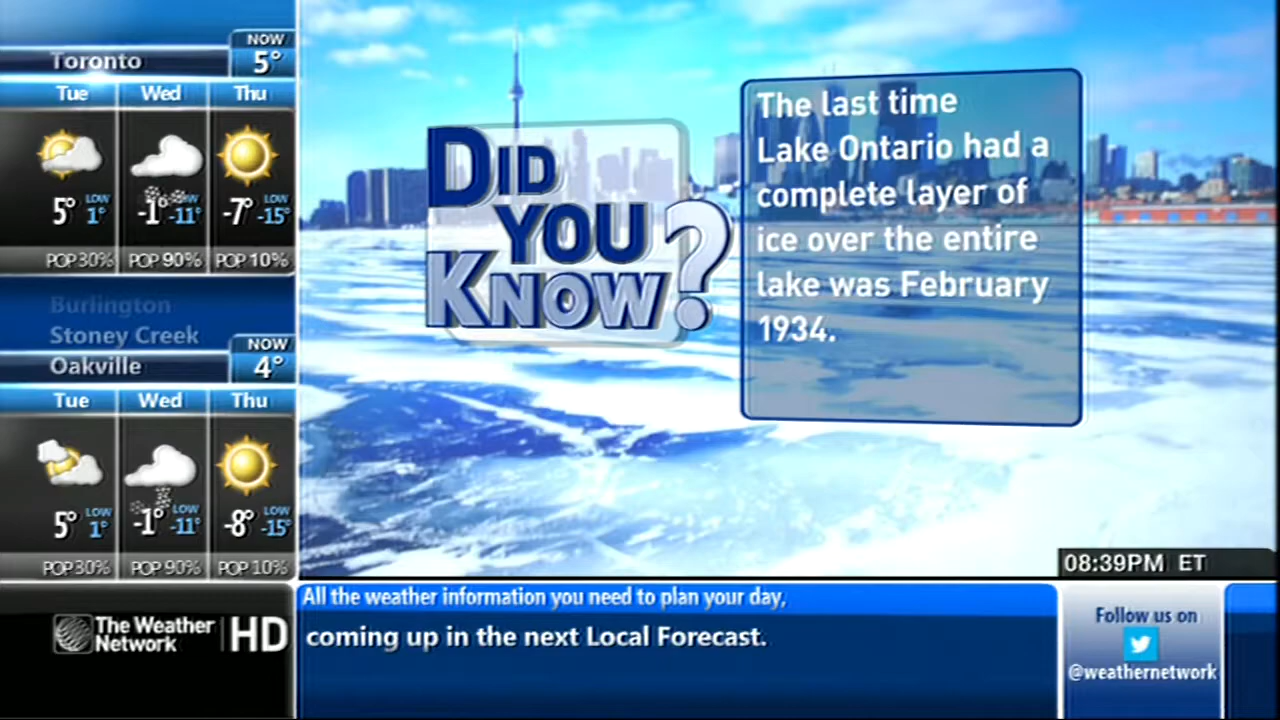 Toronto
NOW
5°
Tue Wed Thu
5° LOW 1°
-1° LOW -11°
-7° LOW -15°
POP 30% POP 90% POP 10%
Burlington
Stoney Creek
Oakville
NOW
4°
Tue Wed Thu
5° LOW 1°
-1° LOW -11°
-8° LOW -15°
POP 30% POP 90% POP 10%
The Weather
Network
HD
DID
YOU
KNOW?
The last time
Lake Ontario had a
complete layer of
ice over the entire
lake was February
1934.
08:39PM ET
All the weather information you need to plan your day,
coming up in the next Local Forecast.
Follow us on
@weathernetwork